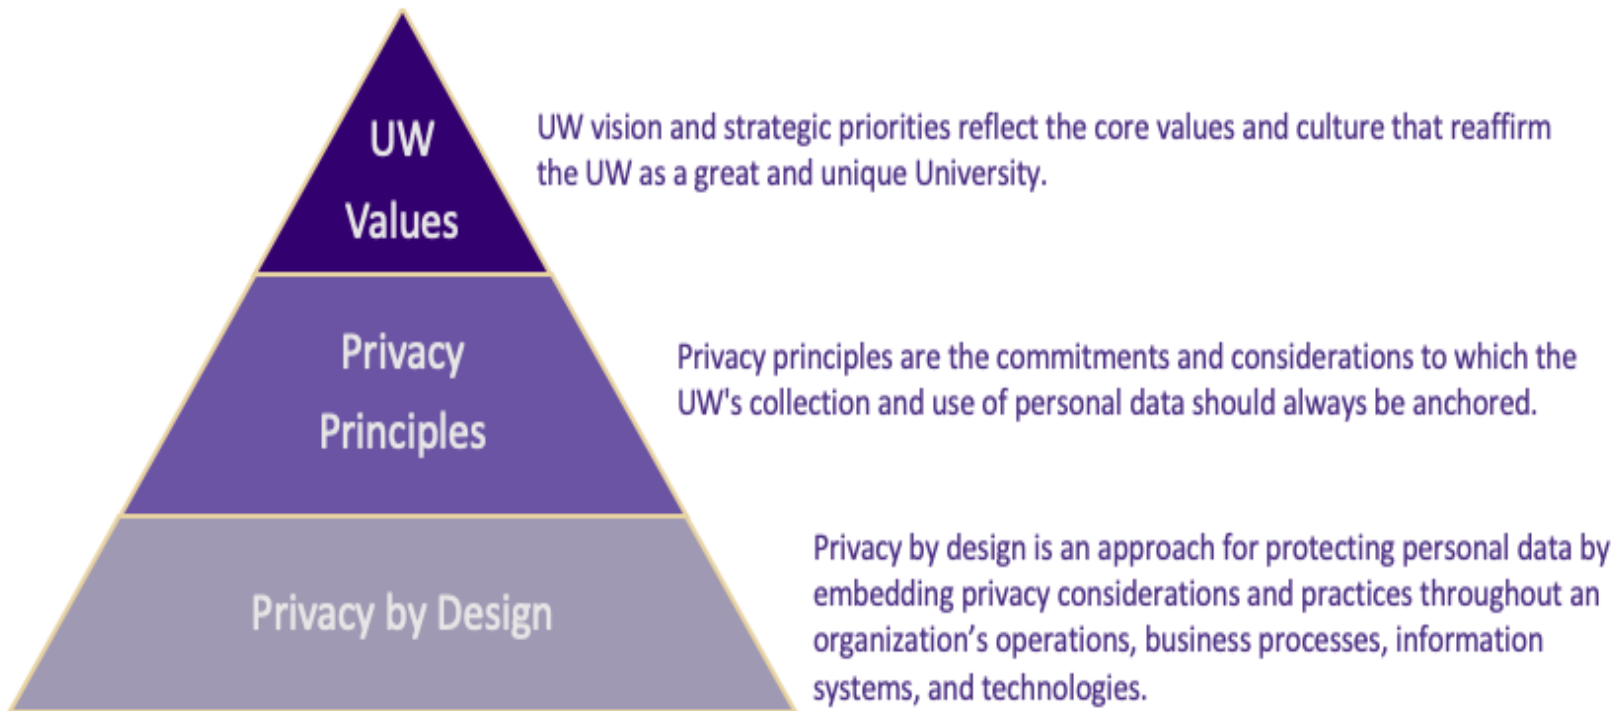 UW
Values
UW vision and strategic priorities reflect the core values and culture that reaffirm
the UW as a great and unique University.
Privacy
Principles
Privacy principles are the commitments and considerations to which the
UW's collection and use of personal data should always be anchored.
Privacy by Design
Privacy by design is an approach for protecting personal data by
embedding privacy considerations and practices throughout an
organization’s operations, business processes, information
systems, and technologies.